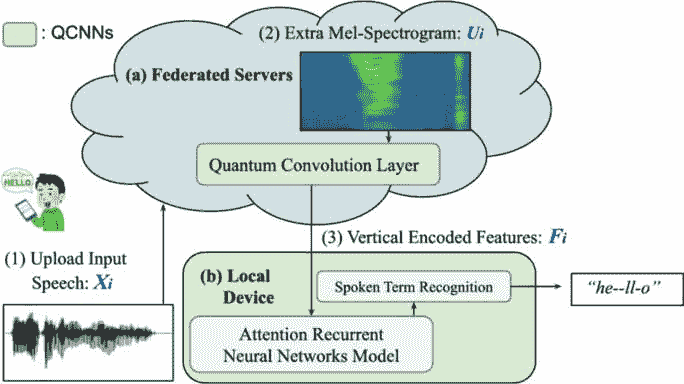 : QCNNs
(2) Extra Mel-Spectrogram: Ui
(a) Federated Servers
Quantum Convolution Layer
HELLO
(1) Upload Input
Speech: Xi
(3) Vertical Encoded Features: Fi
(b) Local
Device
Spoken Term Recognition
"he--ll-o"
Attention Recurrent
Neural Networks Model